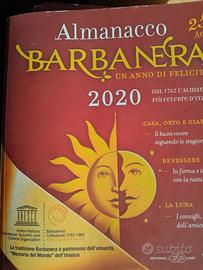 Almanacco
BARBANERA
UN ANNO DI FELICIT
2020
DAL 1762 L'ALMA
PIÙ CELEBRE D'IT
CASA, ORTO E GIAR
Il buon vivere
seguendo le stagion
BENESSERE
In forma e
con la natu
LA LUNA
I consigli,
dell'amic
United Nations
Educational, Scientific and
Cultural Organization
Barbanera
Collezione 1762-1962
La tradizione Barbanera è patrimonio dell'umanità,
"Memoria del Mondo" dell'Unesco
subito